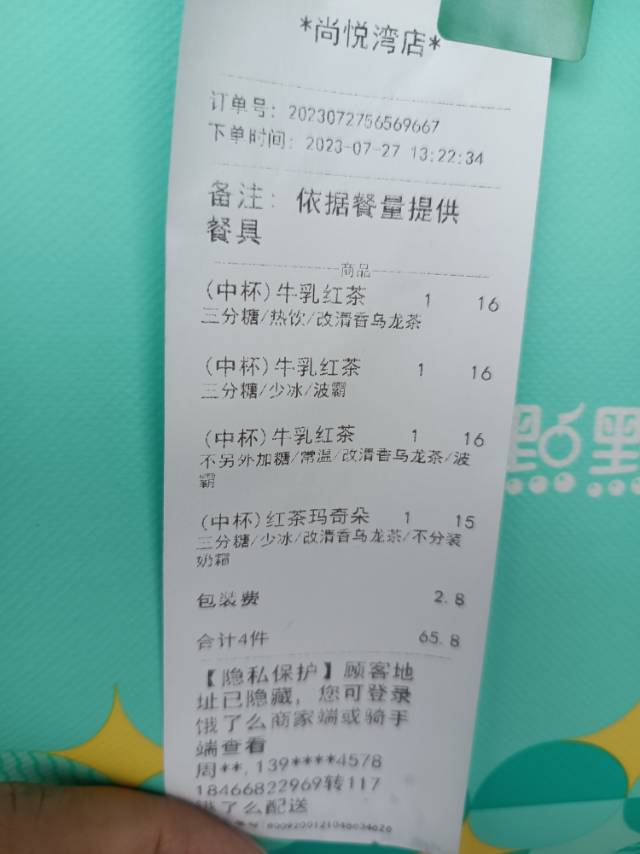 *尚悦湾店*
订单号: 2023072756569667
下单时间: 2023-07-27 13:22:34
备注: 依据餐量提供
餐具
商品
(中杯)牛乳红茶 1 16
三分糖/热饮/改清香乌龙茶
(中杯)牛乳红茶 1 16
三分糖/少冰/波霸
(中杯)牛乳红茶 1 16
不另外加糖/常温/改清香乌龙茶/波
霸
(中杯)红茶玛奇朵 1 15
三分糖/少冰/改清香乌龙茶/不分装
奶霜
包装费 2.8
合计4件 65.8
【隐私保护】顾客地
址已隐藏, 您可登录
饿了么商家端或骑手
端查看
周**,139****4578
18466822969转117
饿了么配送
點